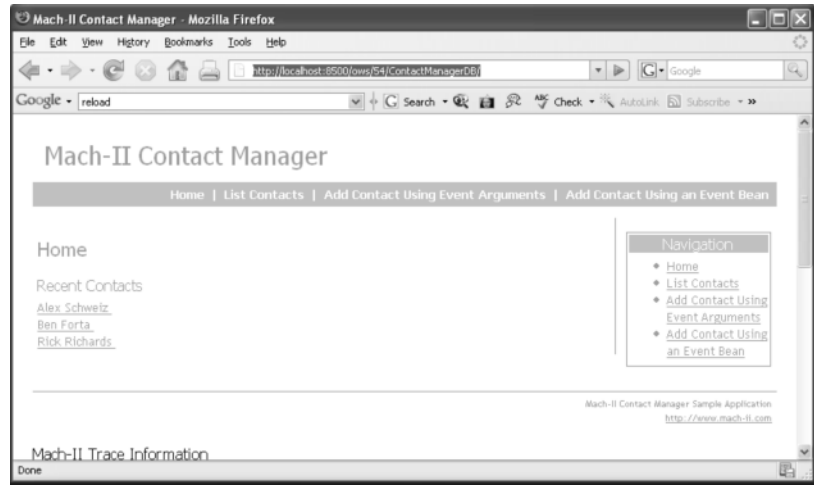 Mach-II Contact Manager - Mozilla Firefox
File Edit View History Bookmarks Tools Help
http://localhost:8500/ows/54/ContactManagerDB/
G Google
Google reload G Search ABC Check AutoLink Subscribe »
Mach-II Contact Manager
Home | List Contacts | Add Contact Using Event Arguments | Add Contact Using an Event Bean
Home
Recent Contacts
Alex Schweiz
Ben Forta
Rick Richards
Navigation
Home
List Contacts
Add Contact Using
Event Arguments
Add Contact Using
an Event Bean
Mach-II Contact Manager Sample Application
http://www.mach-ii.com
Mach-II Trace Information
Done